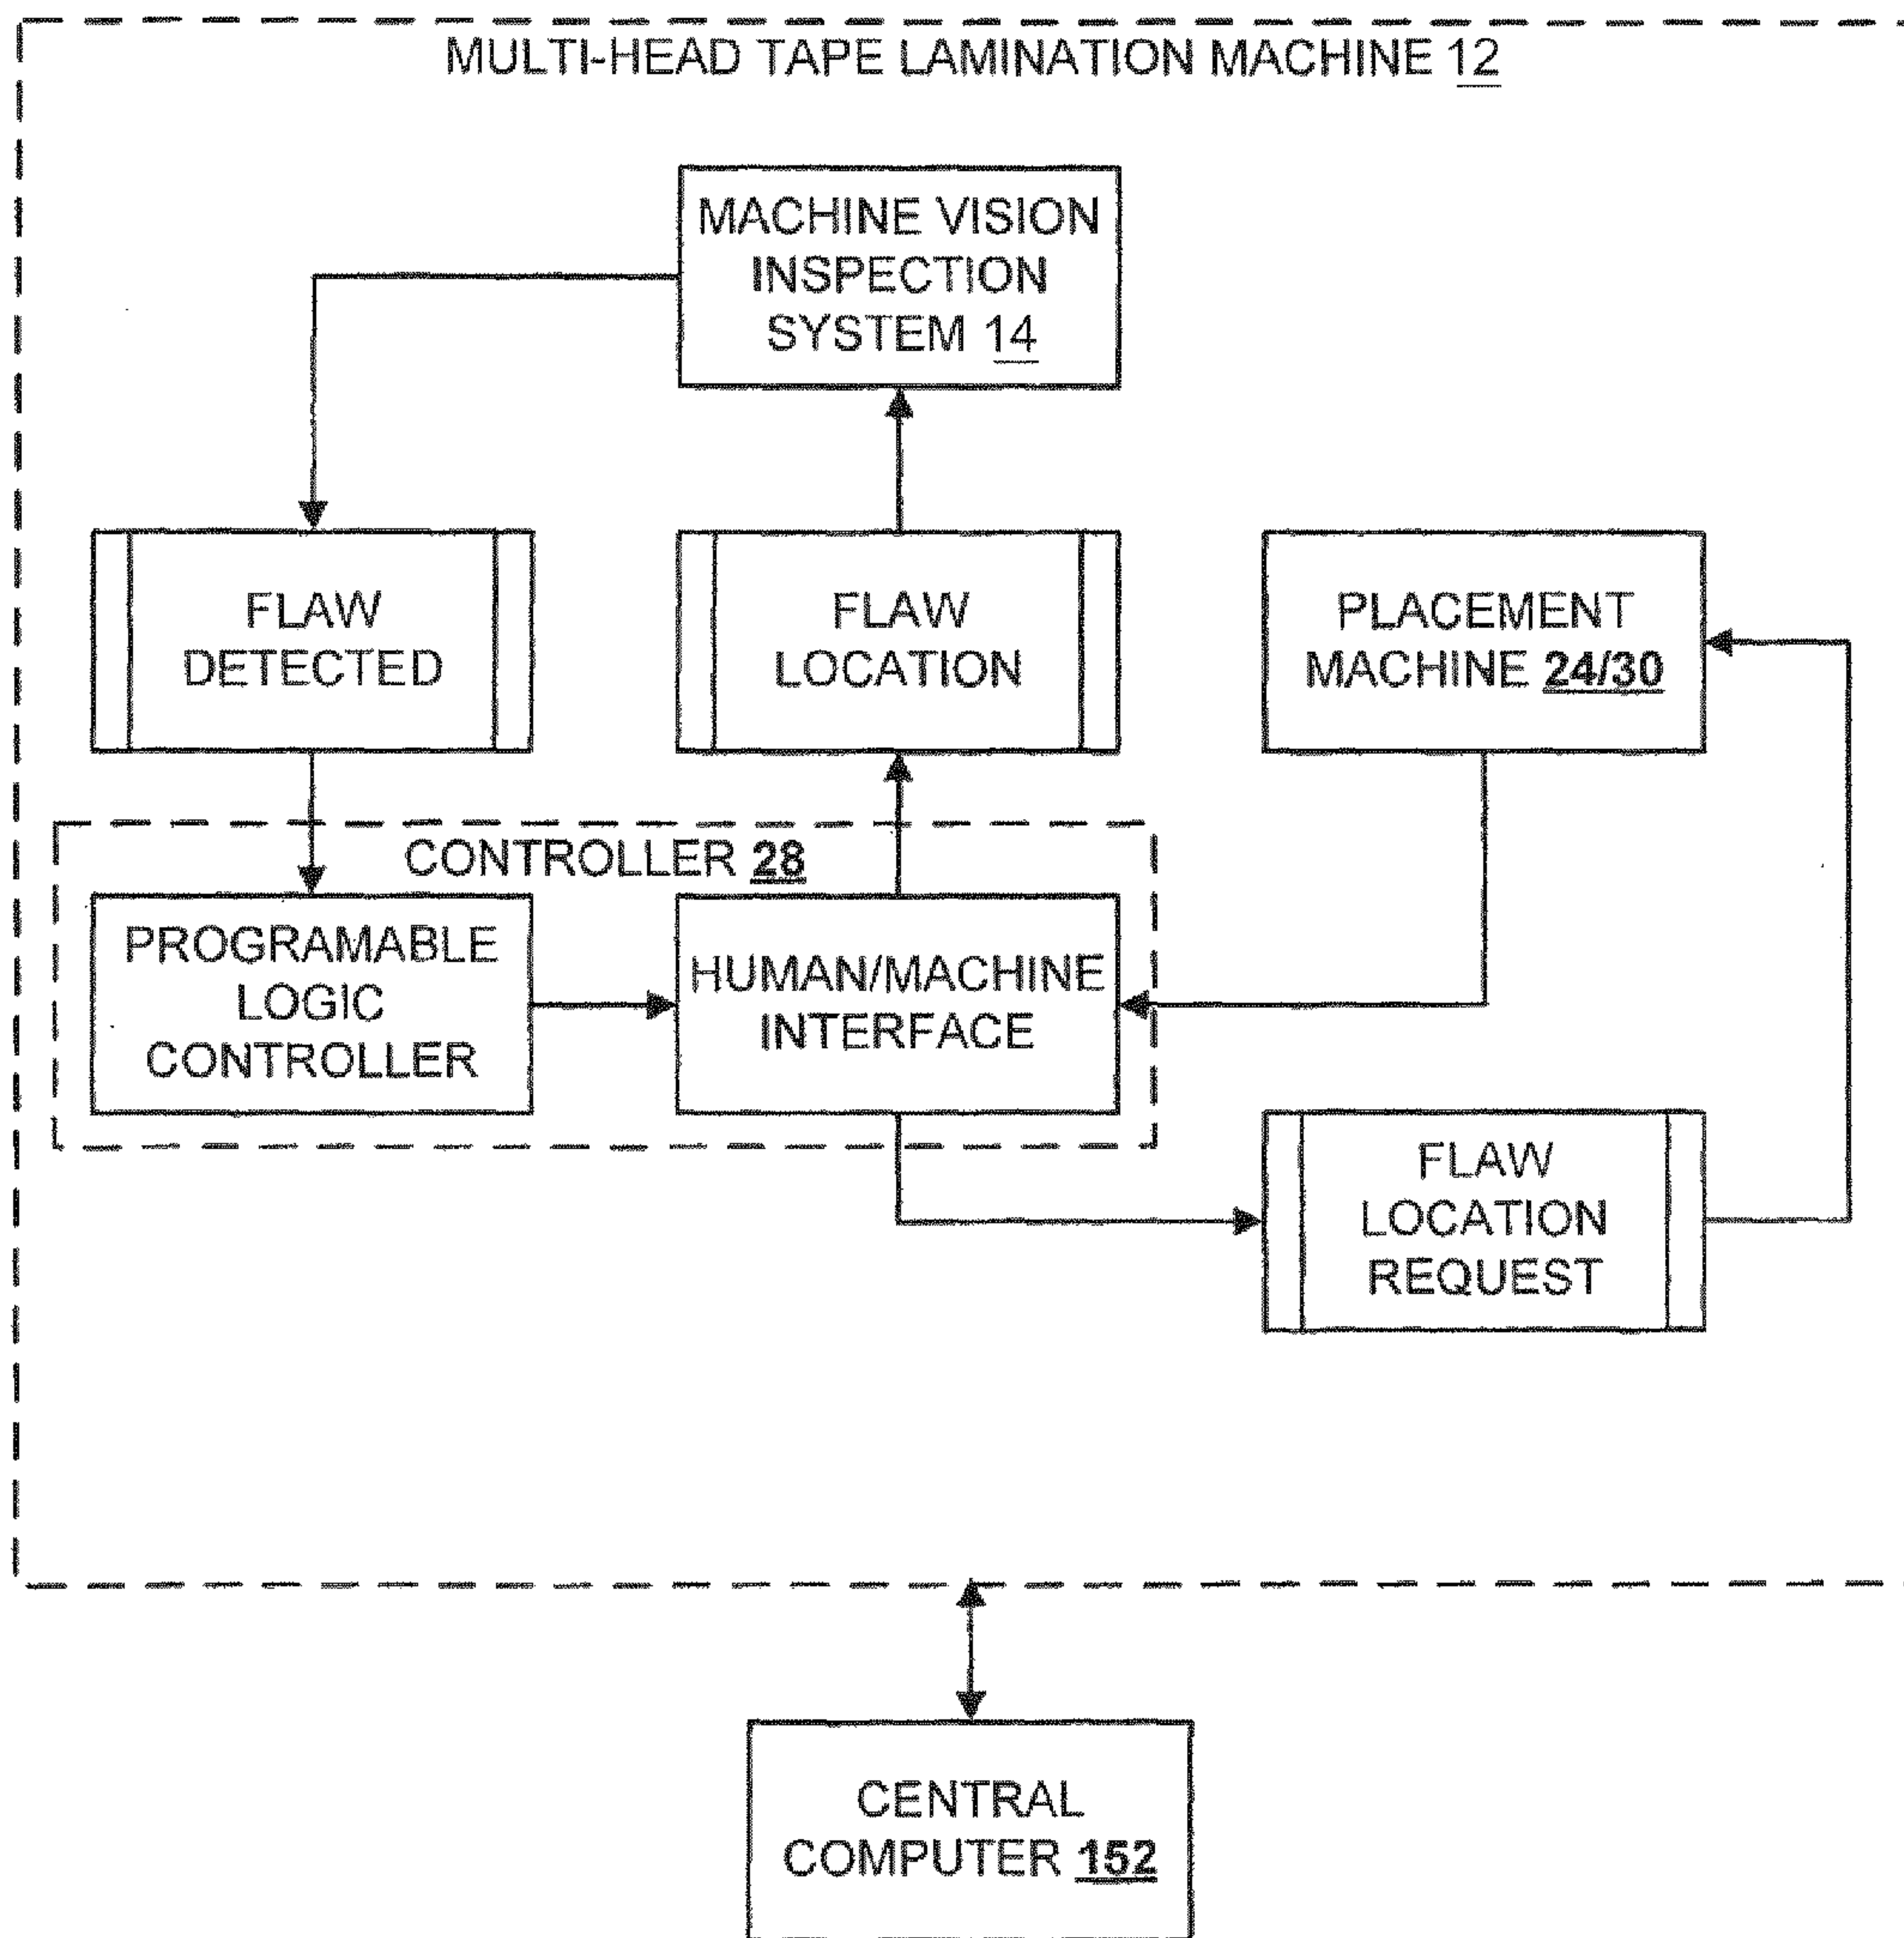 MULTI-HEAD TAPE LAMINATION MACHINE 12
MACHINE VISION
INSPECTION
SYSTEM 14
FLAW
DETECTED
FLAW
LOCATION
PLACEMENT
MACHINE 24/30
CONTROLLER 28
PROGRAMABLE
LOGIC
CONTROLLER
HUMAN/MACHINE
INTERFACE
FLAW
LOCATION
REQUEST
CENTRAL
COMPUTER 152